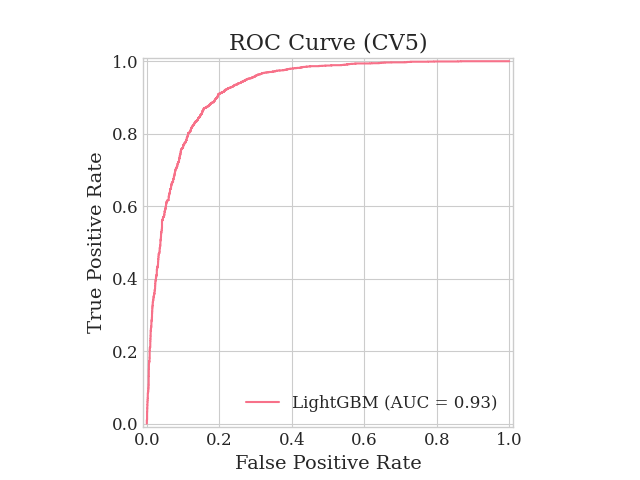 ROC Curve (CV5)
1.0
0.8
0.6
0.4
0.2
0.0
True Positive Rate
LightGBM (AUC = 0.93)
0.0 0.2 0.4 0.6 0.8 1.0
False Positive Rate